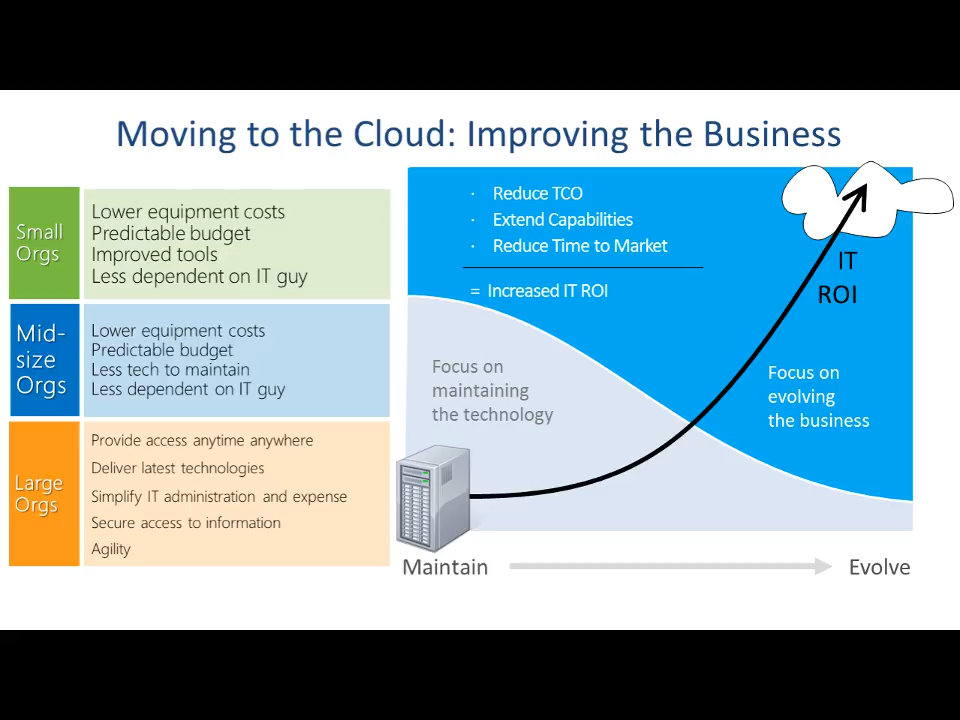 Moving to the Cloud: Improving the Business
Small
Orgs
Lower equipment costs
Predictable budget
Improved tools
Less dependent on IT guy
Mid-
size
Orgs
Lower equipment costs
Predictable budget
Less tech to maintain
Less dependent on IT guy
Large
Orgs
Provide access anytime anywhere
Deliver latest technologies
Simplify IT administration and expense
Secure access to information
Agility
· Reduce TCO
· Extend Capabilities
· Reduce Time to Market
= Increased IT ROI
IT
ROI
Focus on
maintaining
the technology
Focus on
evolving
the business
Maintain
Evolve